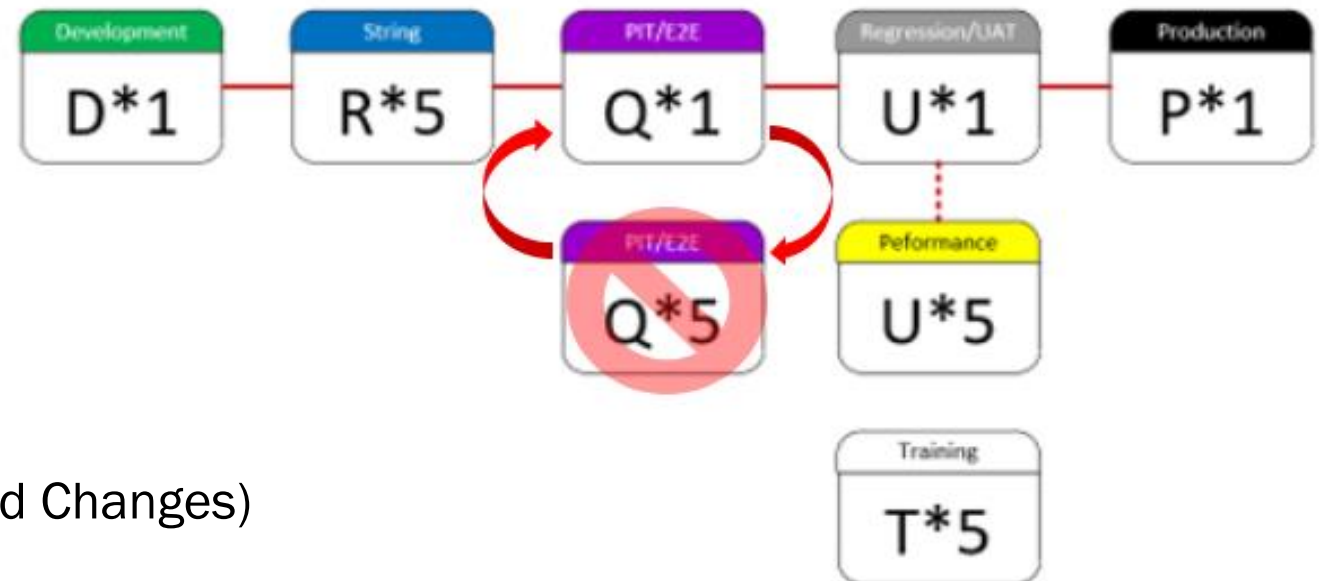 Development
D*1
String
R*5
PIT/E2E
Q*1
Regression/UAT
U*1
Production
P*1
PIT/E2E
Q*5
Peformance
U*5
d Changes)
Training
T*5